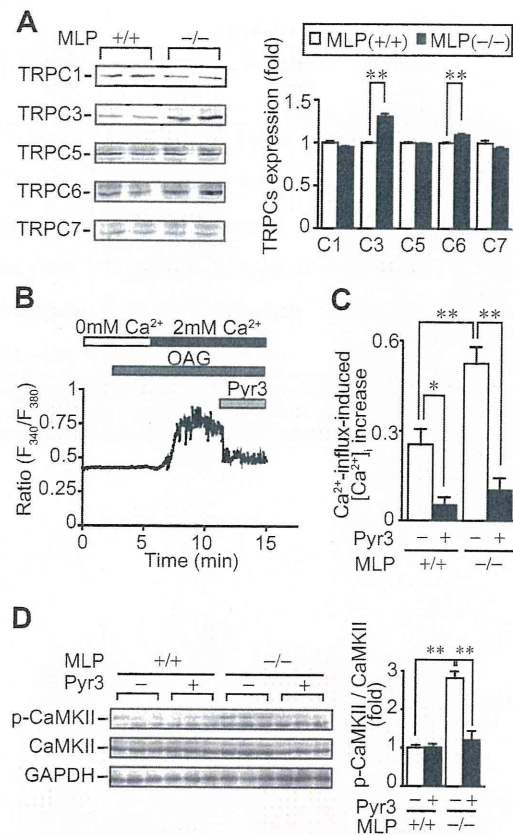 A
MLP +/+ −/−
TRPC1-
TRPC3-
TRPC5-
TRPC6-
TRPC7-
MLP(+/+) MLP(−/−)
** **
TRPCs expression (fold)
1.5
1
0.5
0
C1 C3 C5 C6 C7
B
0mM Ca²⁺ 2mM Ca²⁺
OAG
Pyr3
Ratio (F₃₄₀/F₃₈₀)
1
0.75
0.5
0.25
0
0 5 10 15
Time (min)
C
** **
*
Ca²⁺-influx-induced
[Ca²⁺]ᵢ increase
0.6
0.3
0
Pyr3 − + − +
MLP +/+ −/−
D
MLP +/+ −/−
Pyr3 − + − +
p-CaMKII-
CaMKII-
GAPDH-
** **
p-CaMKII / CaMKII
(fold)
3
2
1
0
Pyr3 − + − +
MLP +/+ −/−